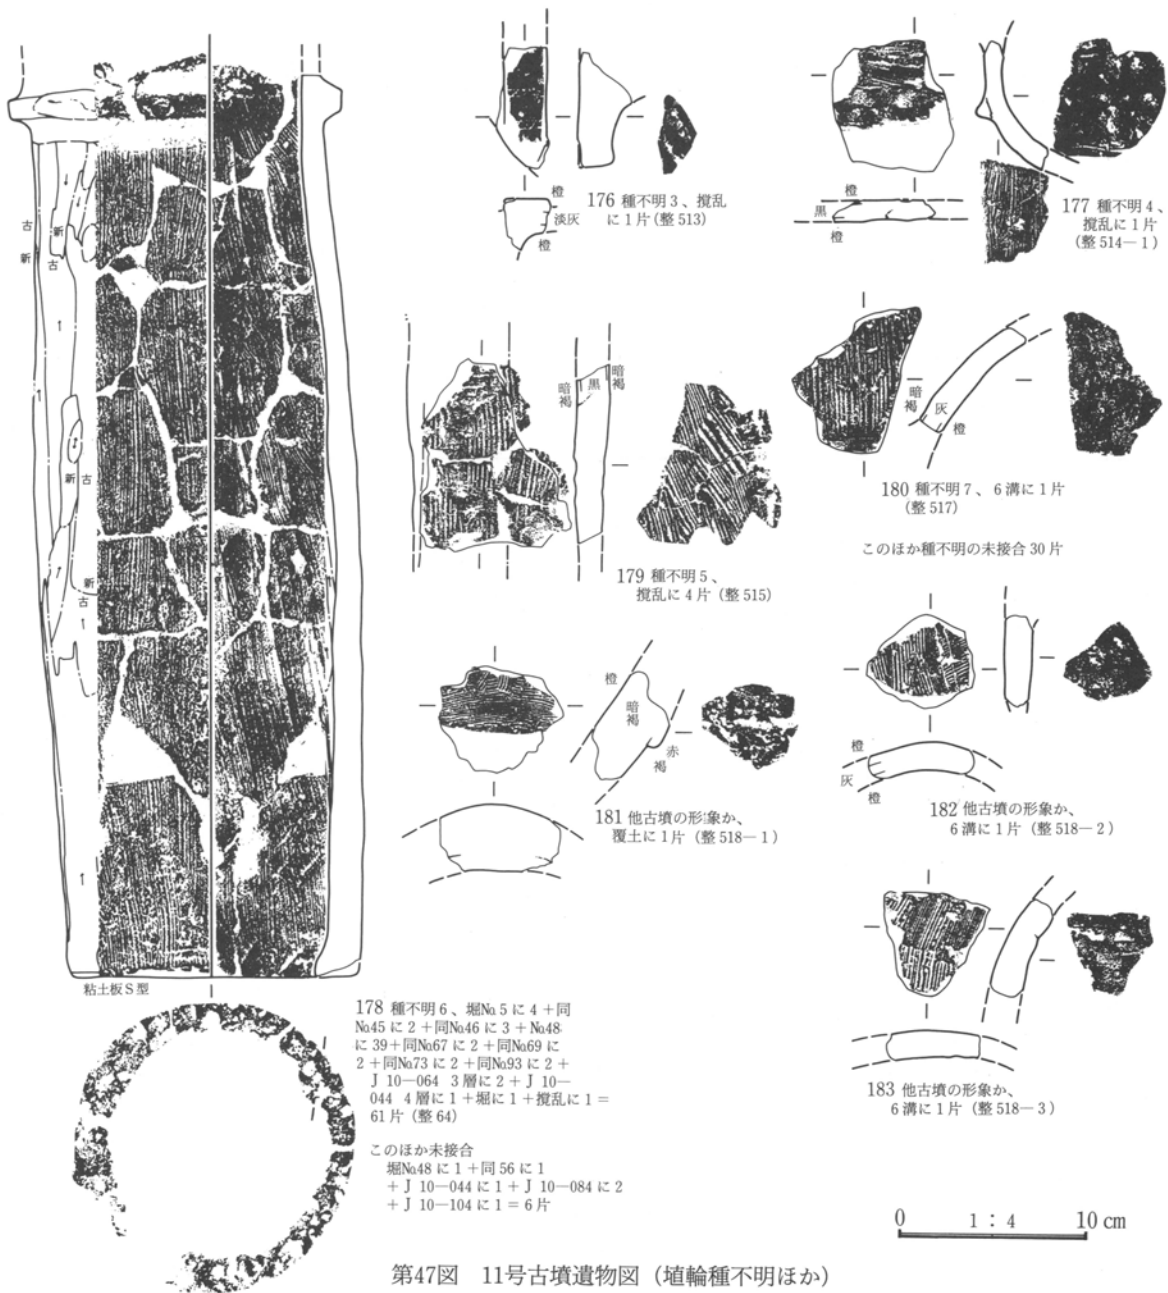 176 種不明3、撹乱
に1片(整513)
橙
淡灰
橙
177 種不明4、
撹乱に1片
(整514―1)
橙
黒
橙
古
新
新
古
新 古
新
古
粘土板S型
178 種不明6、堀№5に4+同
№45に2+同№46に3+№48
に39+同№67に2+同№69に
2+同№73に2+同№93に2+
J 10―064 3層に2+J 10―
044 4層に1+堀に1+撹乱に1=
61片(整64)
このほか未接合
堀№48に1+同56に1
+J 10―044に1+J 10―084に2
+J 10―104に1=6片
暗褐
黒
暗褐
179 種不明5、
撹乱に4片(整515)
暗褐
灰
橙
180 種不明7、6溝に1片
(整517)
このほか種不明の未接合30片
橙
暗褐
赤褐
181 他古墳の形象か、
覆土に1片(整518―1)
橙
灰
橙
182 他古墳の形象か、
6溝に1片(整518―2)
183 他古墳の形象か、
6溝に1片(整518―3)
0 1:4 10 cm
第47図 11号古墳遺物図(埴輪種不明ほか)